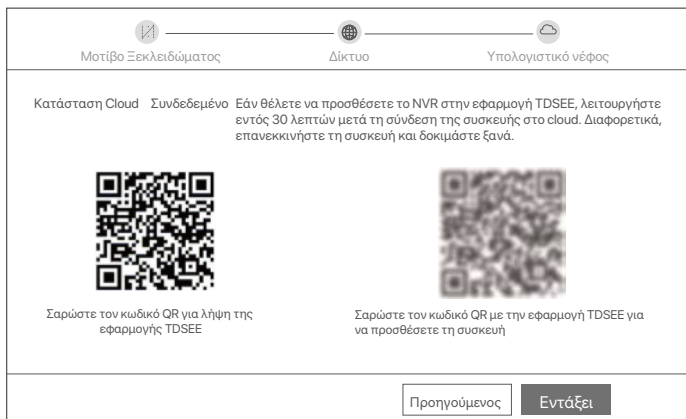 Μοτίβο Ξεκλειδώματος
Δίκτυο
Υπολογιστικό νέφος
Κατάσταση Cloud Συνδεδεμένο Εάν θέλετε να προσθέσετε το NVR στην εφαρμογή TDSEE, λειτουργήστε
εντός 30 λεπτών μετά τη σύνδεση της συσκευής στο cloud. Διαφορετικά,
επανεκκινήστε τη συσκευή και δοκιμάστε ξανά.
Σαρώστε τον κωδικό QR για λήψη της
εφαρμογής TDSEE
Σαρώστε τον κωδικό QR με την εφαρμογή TDSEE για
να προσθέσετε τη συσκευή
Προηγούμενος
Εντάξει